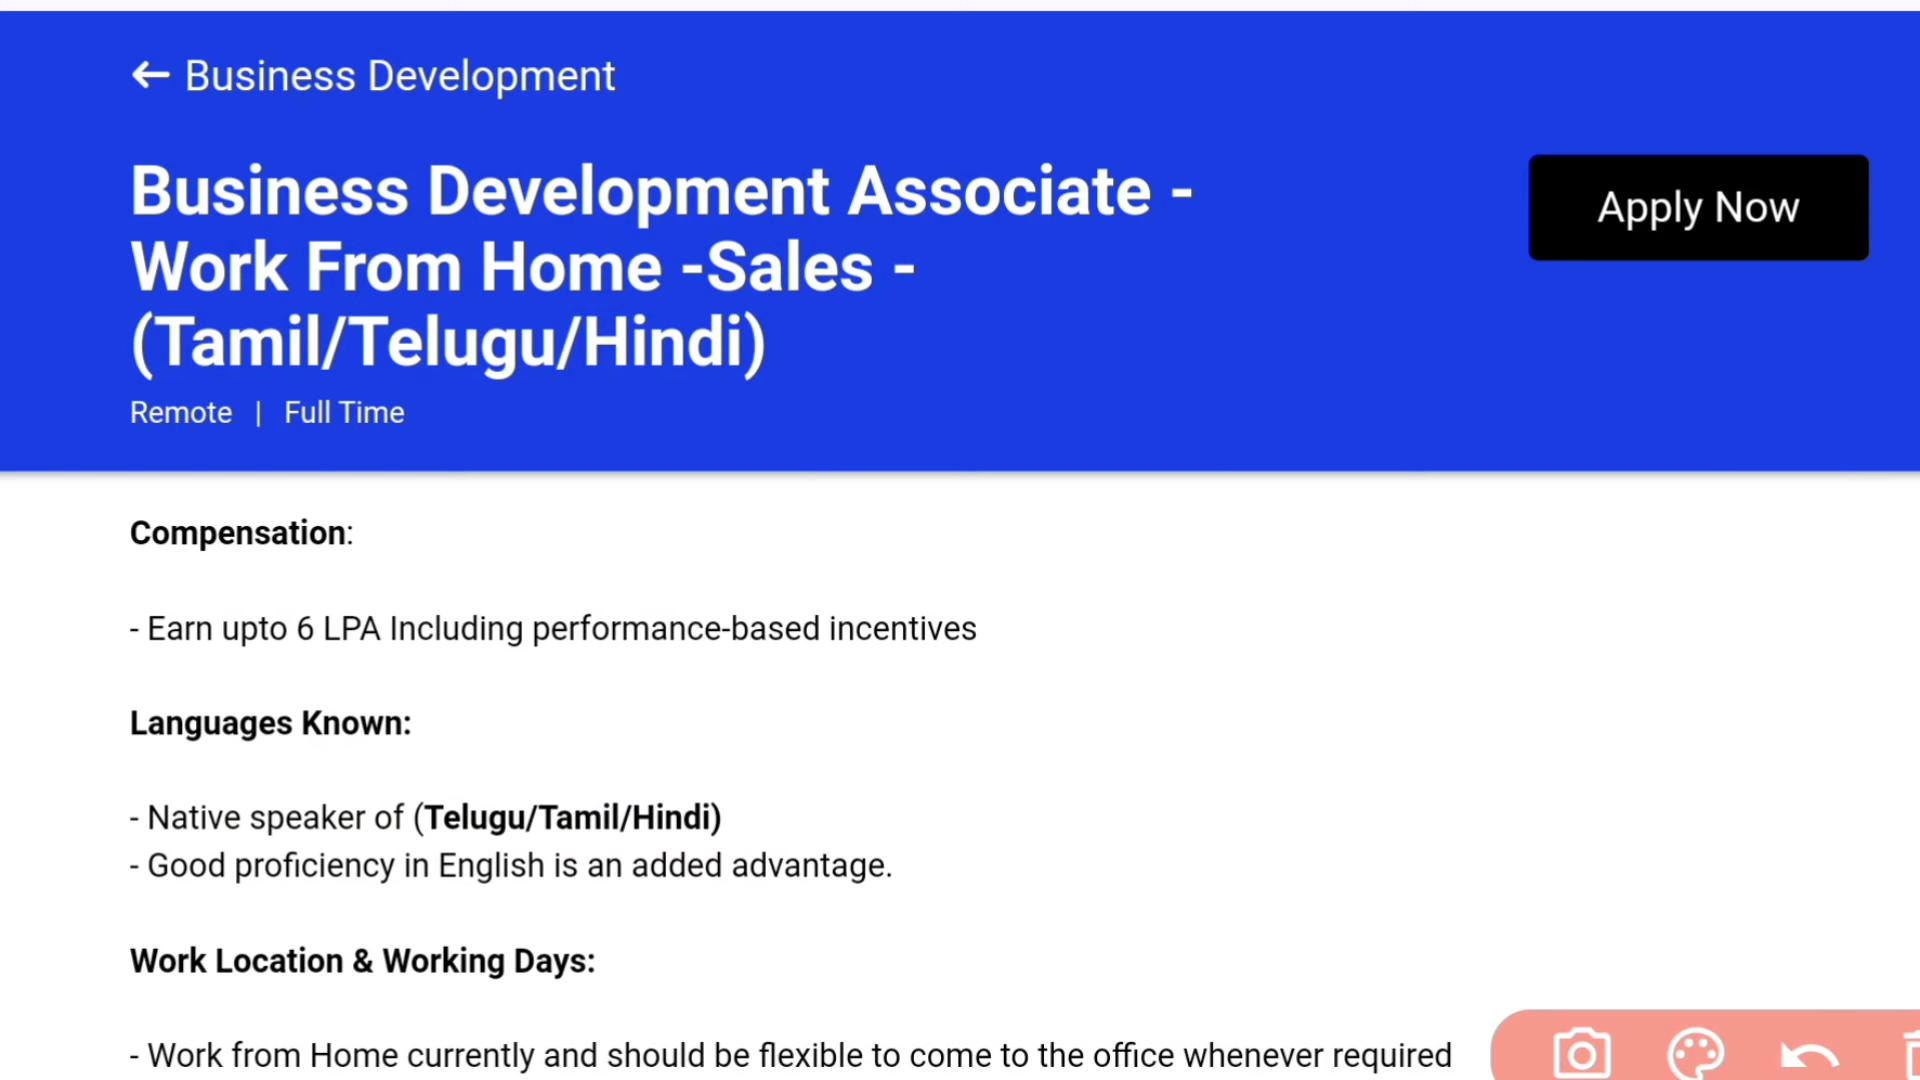 ← Business Development
Business Development Associate -
Work From Home -Sales -
(Tamil/Telugu/Hindi)
Remote | Full Time
Apply Now
Compensation:
- Earn upto 6 LPA Including performance-based incentives
Languages Known:
- Native speaker of (Telugu/Tamil/Hindi)
- Good proficiency in English is an added advantage.
Work Location & Working Days:
- Work from Home currently and should be flexible to come to the office whenever required